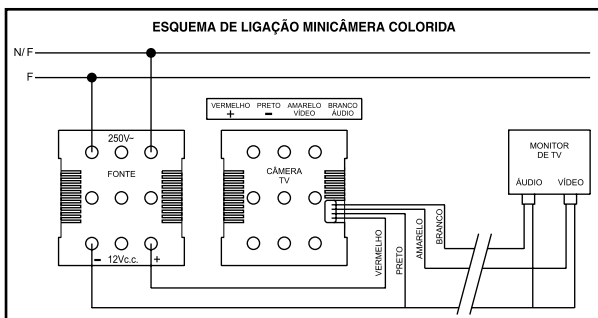 ESQUEMA DE LIGAÇÃO MINICÂMERA COLORIDA
N/F
F
VERMELHO PRETO AMARELO BRANCO
+ − VÍDEO ÁUDIO
250V~
FONTE
− 12Vc.c. +
CÂMERA
TV
MONITOR
DE TV
ÁUDIO VÍDEO
VERMELHO
PRETO
AMARELO
BRANCO